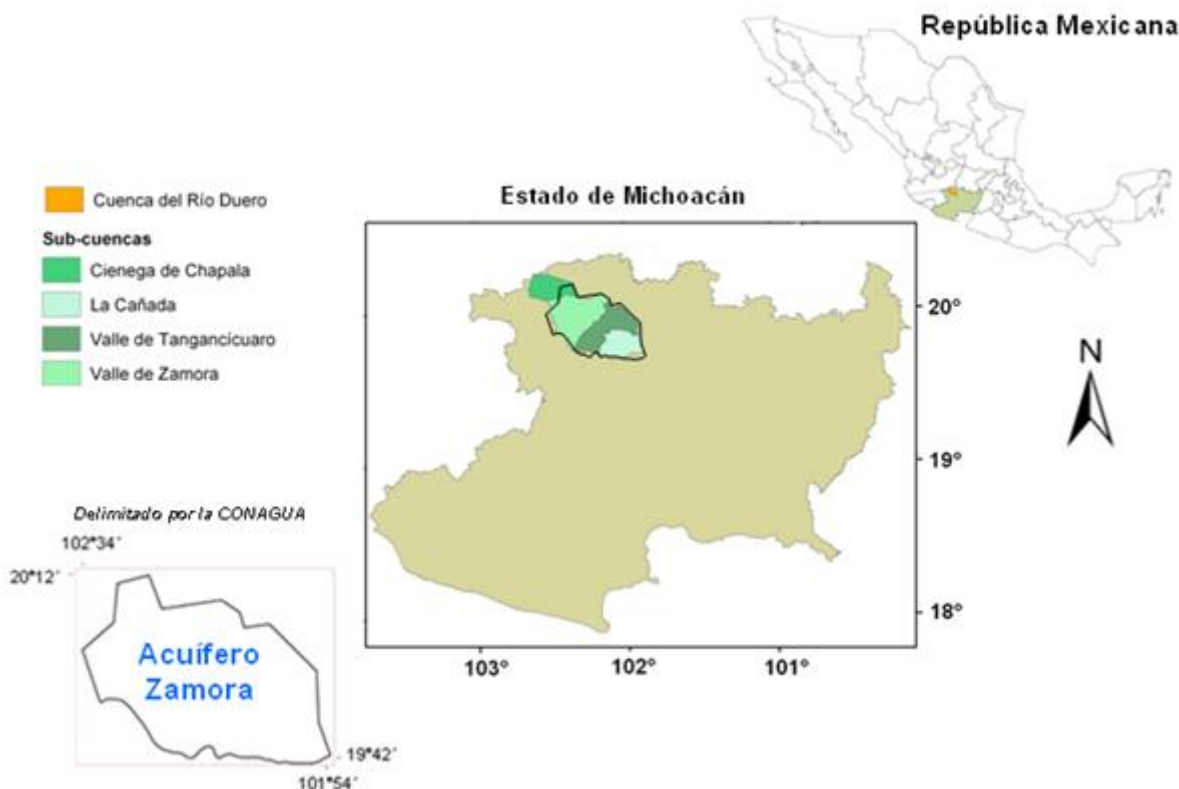 República Mexicana
Cuenca del Río Duero
Sub-cuencas
Cienega de Chapala
La Cañada
Valle de Tangancícuaro
Valle de Zamora
Estado de Michoacán
20°
19°
18°
103°
102°
101°
N
Delimitado por la CONAGUA
102°34´
20°12´
Acuífero
Zamora
19°42´
101°54´